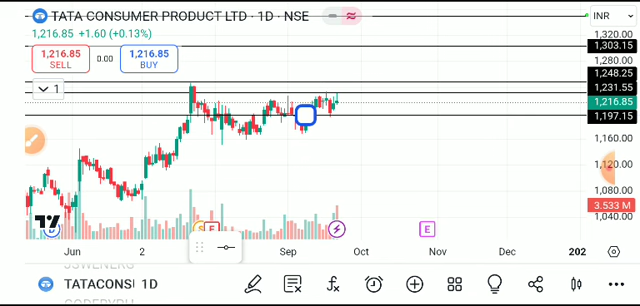 TATA CONSUMER PRODUCT LTD · 1D · NSE
INR
1,216.85 +1.60 (+0.13%)
1,320.00
1,303.15
1,216.85
SELL
0.00
1,216.85
BUY
1,280.00
1,248.25
1
1,231.55
1,216.85
1,197.15
1,160.00
1,120.00
1,080.00
3.533 M
1,040.00
D
E
E
Jun
2
Sep
Oct
Nov
Dec
202
TATACONSU 1D